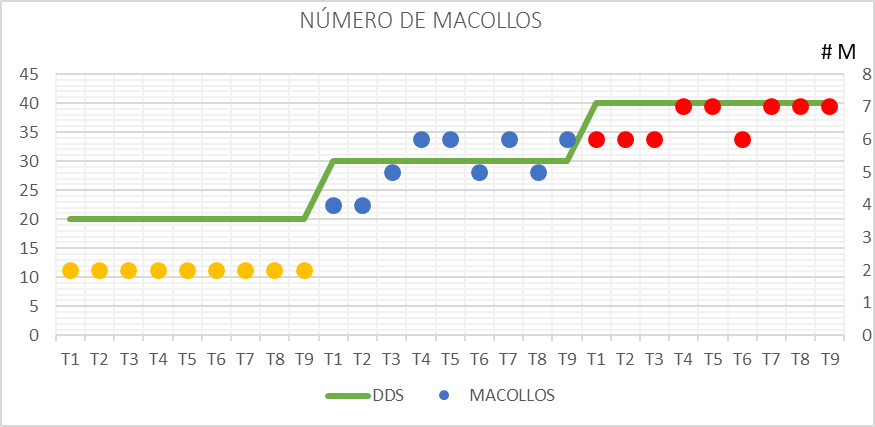 NÚMERO DE MACOLLOS
# M
45 8
40 7
35 6
30 5
25 4
20 3
15 2
10 1
5 0
0
T1 T2 T3 T4 T5 T6 T7 T8 T9 T1 T2 T3 T4 T5 T6 T7 T8 T9 T1 T2 T3 T4 T5 T6 T7 T8 T9
DDS MACOLLOS